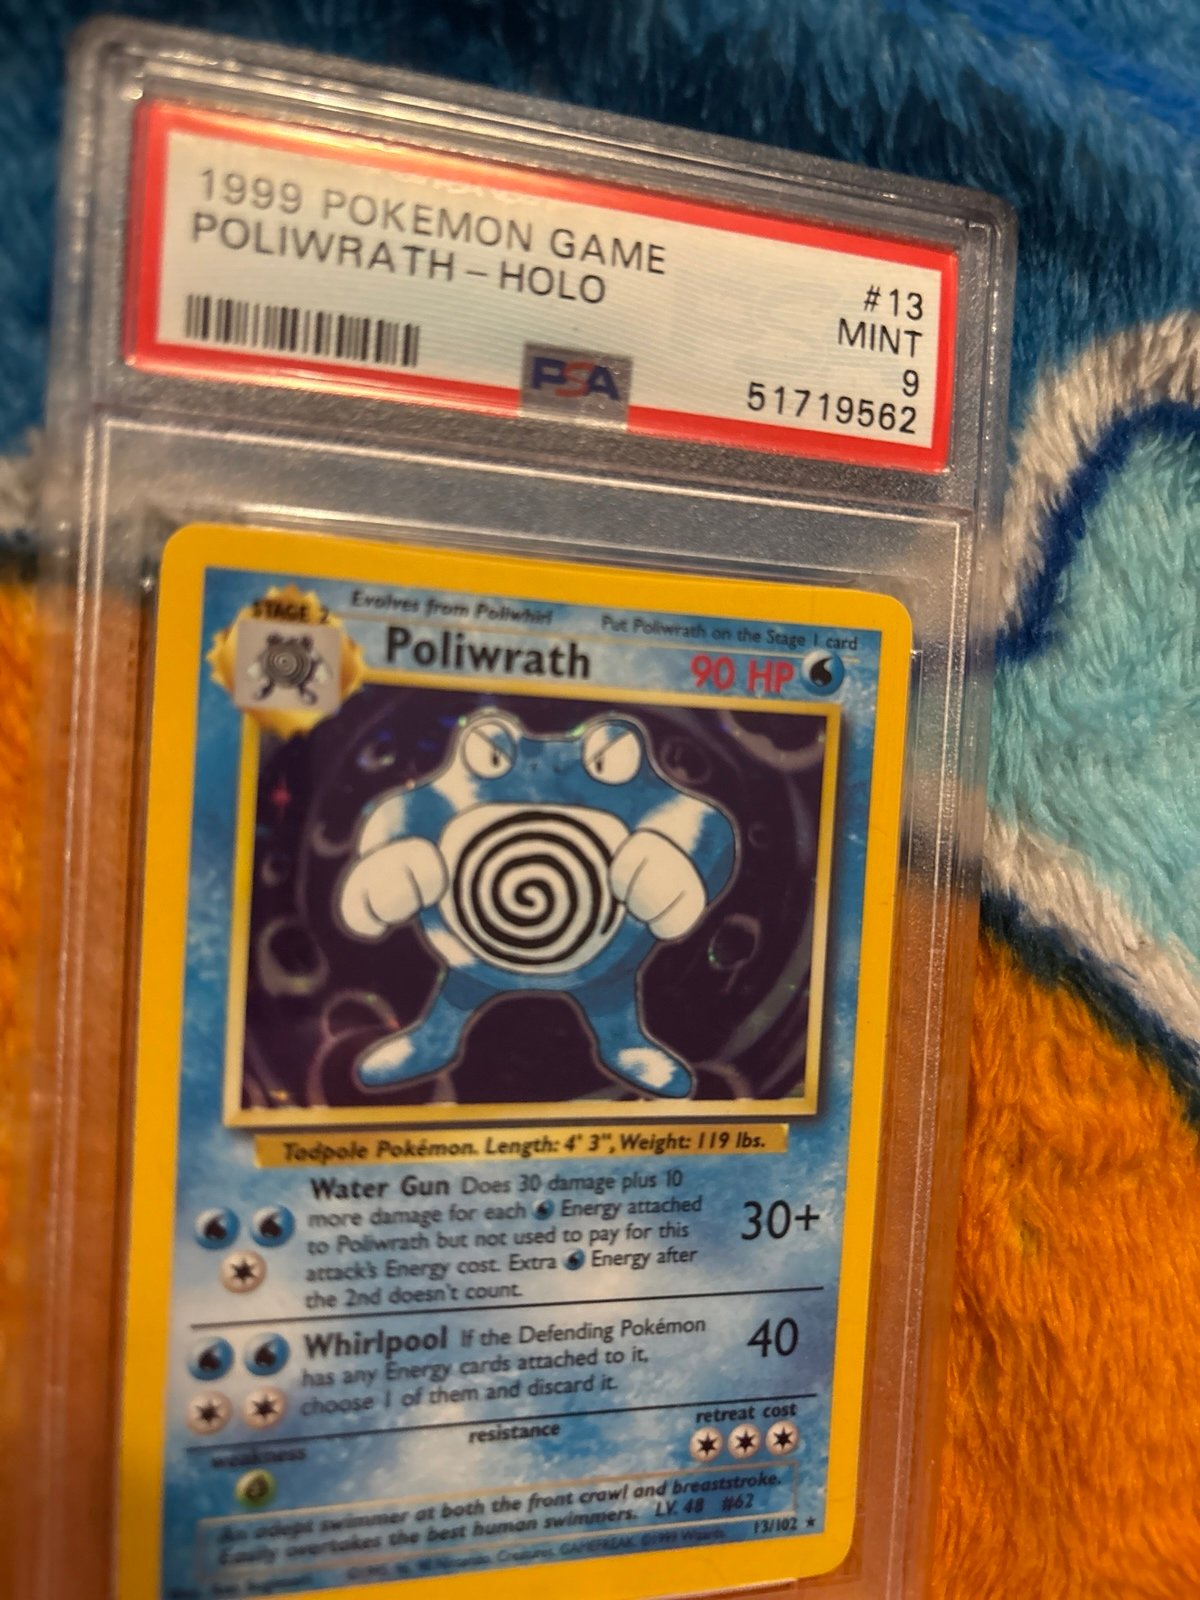 1999 POKEMON GAME
POLIWRATH – HOLO
#13
MINT
9
PSA
51719562
STAGE 2
Evolves from Poliwhirl
Put Poliwrath on the Stage 1 card
Poliwrath
90 HP
Tadpole Pokémon. Length: 4' 3", Weight: 119 lbs.
Water Gun Does 30 damage plus 10
more damage for each Energy attached
to Poliwrath but not used to pay for this
attack's Energy cost. Extra Energy after
the 2nd doesn't count.
30+
Whirlpool If the Defending Pokémon
has any Energy cards attached to it,
choose 1 of them and discard it.
40
weakness
resistance
retreat cost
An adept swimmer at both the front crawl and breaststroke.
Easily overtakes the best human swimmers. LV. 48 #62
Nintendo, Creatures, GAMEFREAK. ©1999 Wizards.
13/102 ★